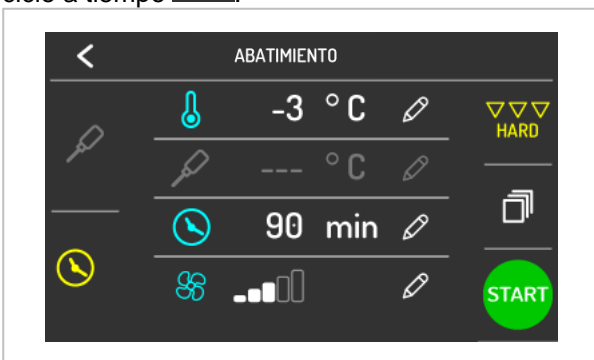 ABATIMIENTO
-3 °C
HARD
--- °C
90 min
START